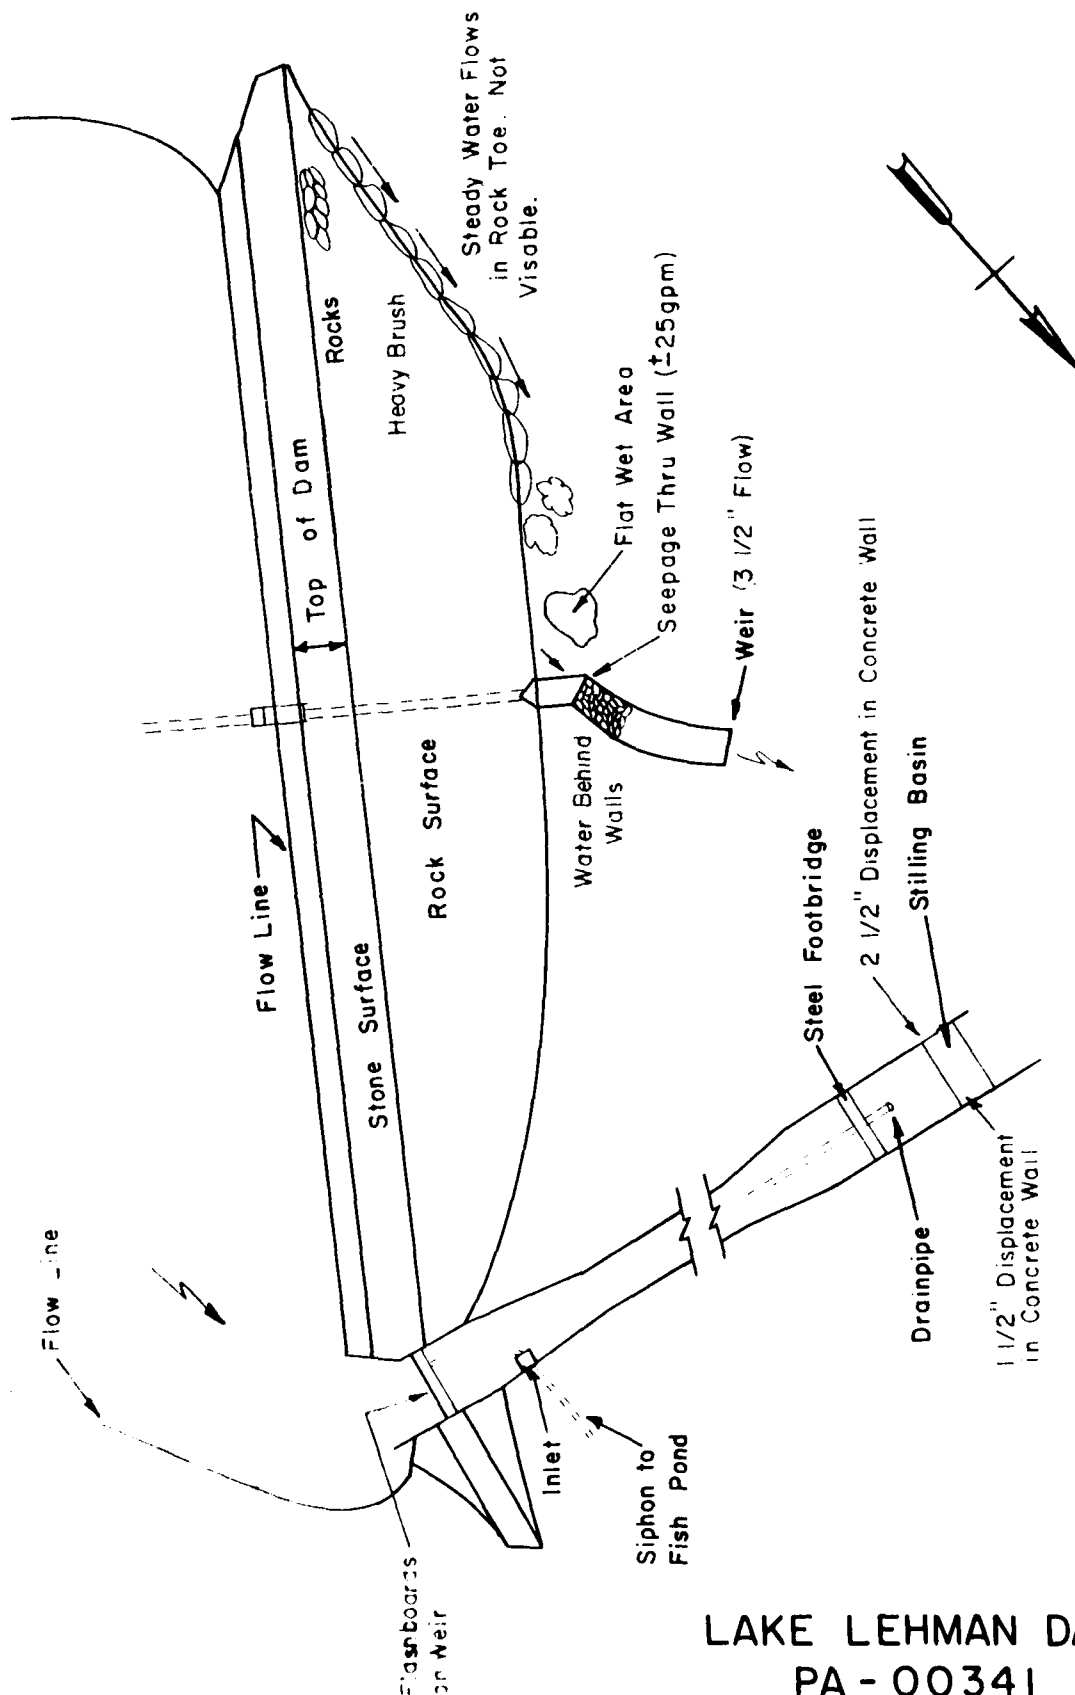 Steady Water Flows
in Rock Toe. Not
Visable.
Rocks
Heavy Brush
Top of Dam
Flat Wet Area
Seepage Thru Wall (±25gpm)
Weir (3 1/2" Flow)
Flow Line
Stone Surface
Rock Surface
Water Behind
Walls
2 1/2" Displacement in Concrete Wall
Stilling Basin
Steel Footbridge
Drainpipe
1 1/2" Displacement
in Concrete Wall
Flow Line
Flashboards
on Weir
Inlet
Siphon to
Fish Pond
LAKE LEHMAN
PA - 00341